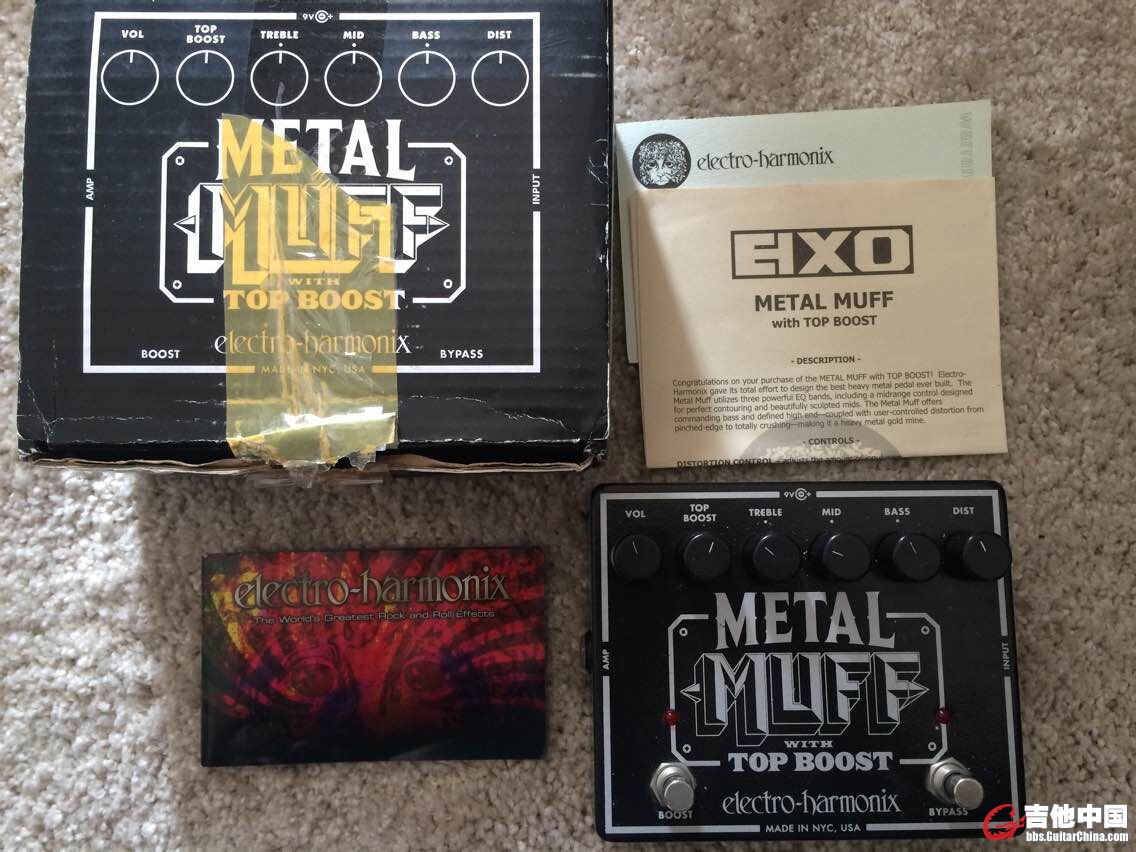 9V +
VOL TOP BOOST TREBLE MID BASS DIST
METAL
MUFF
WITH
TOP BOOST
AMP
INPUT
electro-harmonix
BOOST
BYPASS
MADE IN NYC, USA
electro-harmonix
EHX
METAL MUFF
with TOP BOOST
- DESCRIPTION -
Congratulations on your purchase of the METAL MUFF with TOP BOOST! Electro-
Harmonix gave its total effort to design the best heavy metal pedal ever built. The
Metal Muff utilizes three powerful EQ bands, including a midrange control designed
for perfect contouring and beautifully sculpted mids. The Metal Muff offers
commanding bass and defined high end—coupled with user-controlled distortion from
pinched-edge to totally crushing—making it a heavy metal gold mine.
- CONTROLS -
DISTORTION CONTROL - adjusts the amount
electro-harmonix
The World's Greatest Rock and Roll Effects
9V +
VOL TOP BOOST TREBLE MID BASS DIST
METAL
MUFF
WITH
TOP BOOST
AMP
INPUT
electro-harmonix
BOOST
BYPASS
MADE IN NYC, USA
吉他中国
bbs.GuitarChina.com